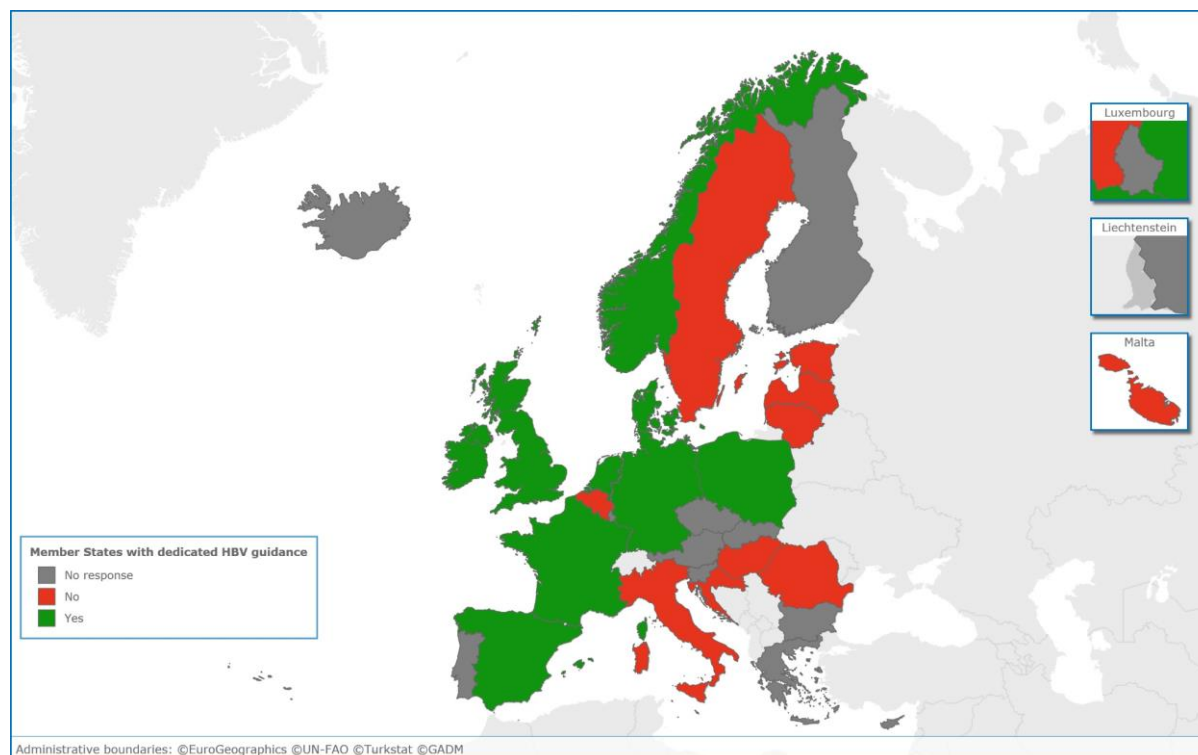 Luxembourg
Liechtenstein
Malta
Member States with dedicated HBV guidance
No response
No
Yes
Administrative boundaries: ©EuroGeographics ©UN-FAO ©Turkstat ©GADM